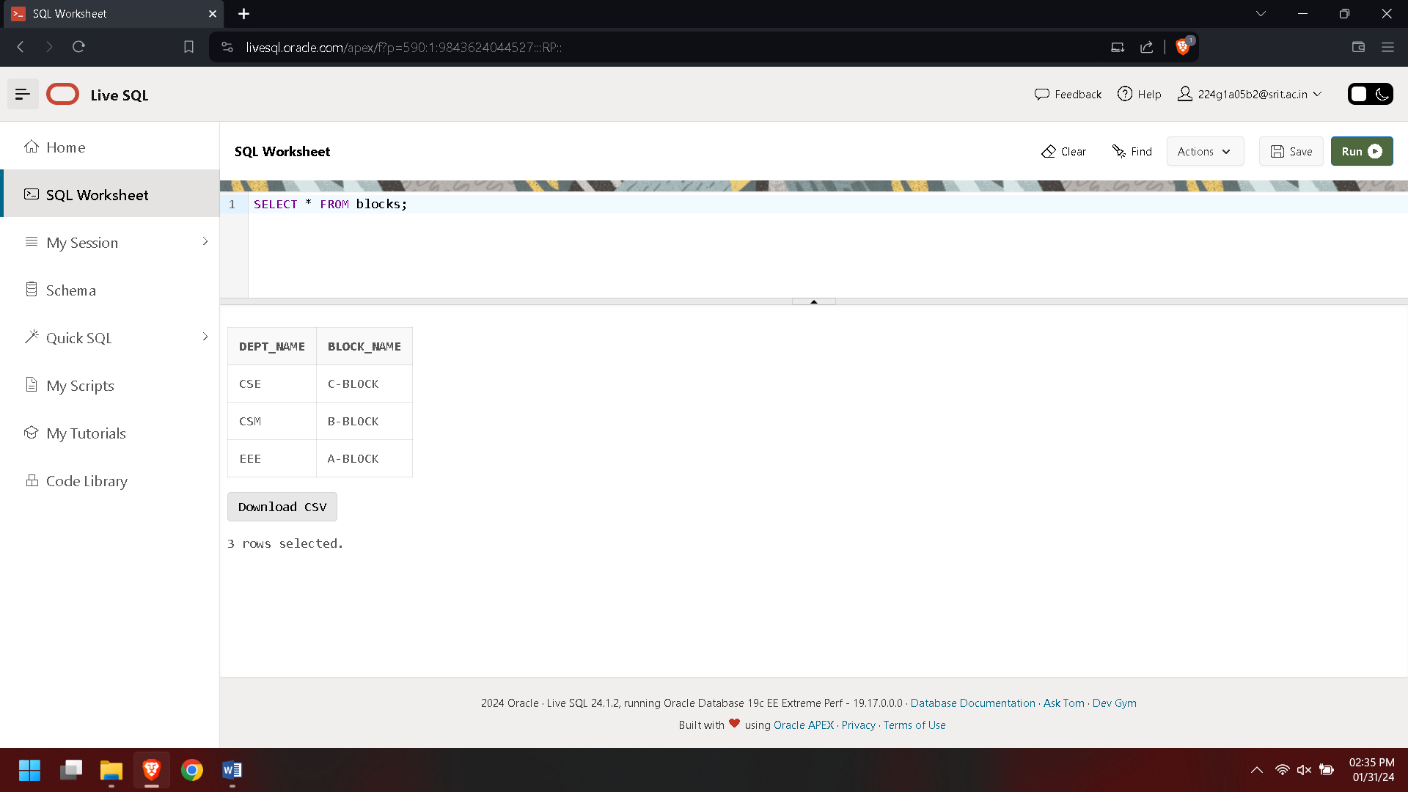 SQL Worksheet
livesql.oracle.com/apex/f?p=590:1:9843624044527:::RP::
1
Live SQL
Feedback
Help
224g1a05b2@srit.ac.in
Home
SQL Worksheet
My Session
Schema
Quick SQL
My Scripts
My Tutorials
Code Library
SQL Worksheet
Clear
Find
Actions
Save
Run
1 SELECT * FROM blocks;
DEPT_NAME BLOCK_NAME
CSE C-BLOCK
CSM B-BLOCK
EEE A-BLOCK
Download CSV
3 rows selected.
2024 Oracle · Live SQL 24.1.2, running Oracle Database 19c EE Extreme Perf - 19.17.0.0.0 · Database Documentation · Ask Tom · Dev Gym
Built with ❤ using Oracle APEX · Privacy · Terms of Use
02:35 PM
01/31/24